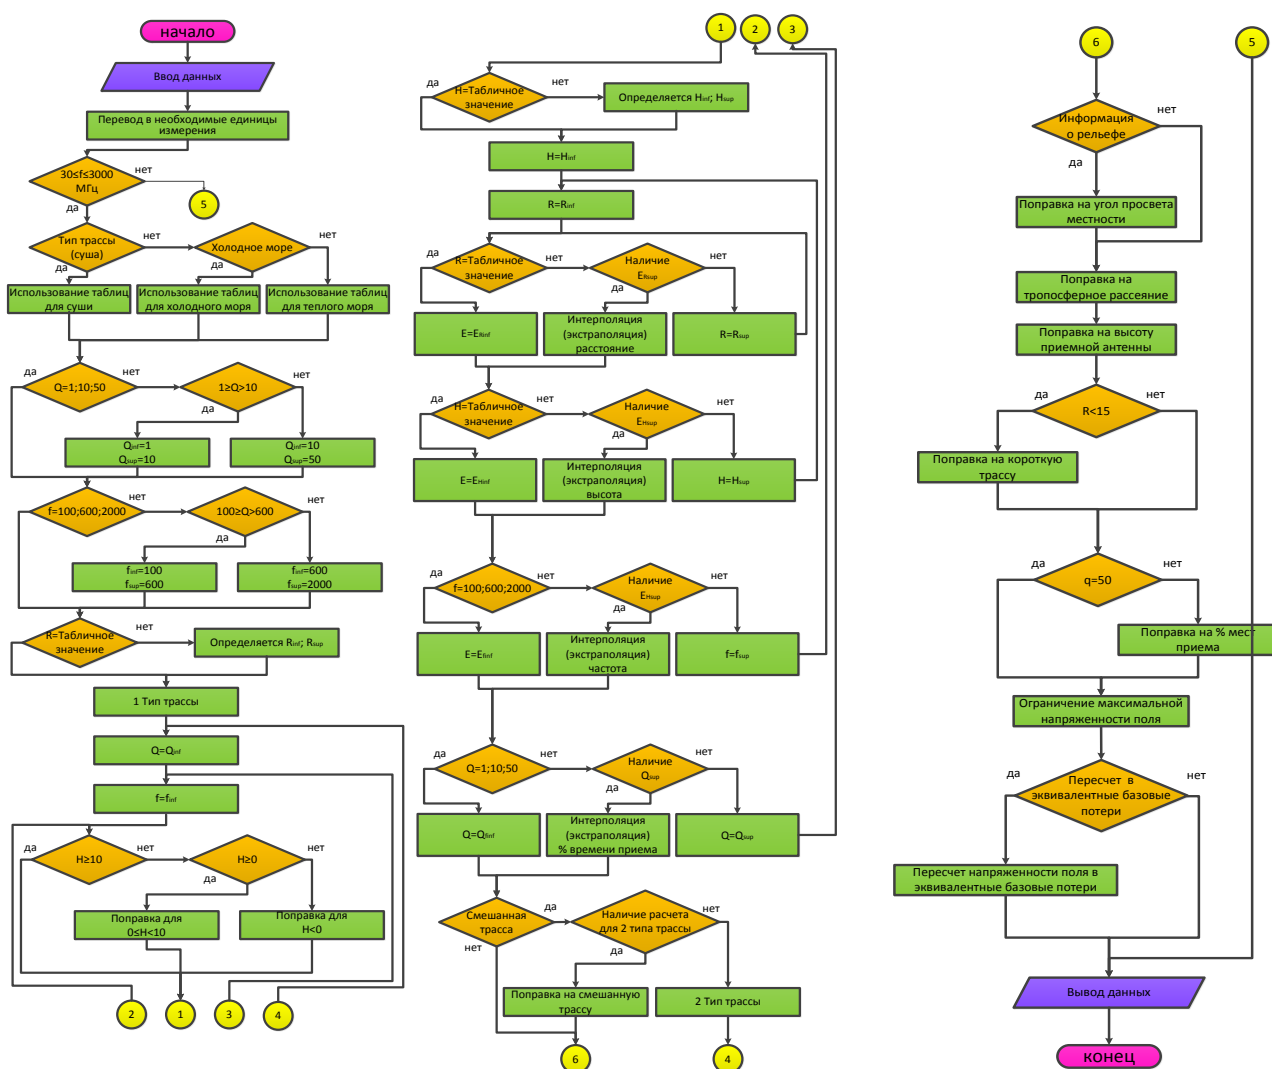 начало
Ввод данных
Перевод в необходимые единицы
измерения
30≤f≤3000
МГц
нет
да
5
Тип трассы
(суша)
нет
да
Холодное море
нет
да
Использование таблиц
для суши
Использование таблиц
для холодного моря
Использование таблиц
для теплого моря
да
Q=1;10;50
нет
1≥Q>10
нет
да
Qinf=1
Qsup=10
Qinf=10
Qsup=50
f=100;600;2000
да
нет
100≥Q>600
нет
да
finf=100
fsup=600
finf=600
fsup=2000
да
R=Табличное
значение
нет
Определяется Rinf; Rsup
1 Тип трассы
Q=Qinf
f=finf
да
H≥10
нет
H≥0
нет
да
Поправка для
0≤H<10
Поправка для
H<0
2
1
3
4
1
2
3
да
H=Табличное
значение
нет
Определяется Hinf; Hsup
H=Hinf
R=Rinf
да
R=Табличное
значение
нет
Наличие
ERsup
нет
да
E=ERinf
Интерполяция
(экстраполяция)
расстояние
R=Rsup
да
H=Табличное
значение
нет
Наличие
EHsup
нет
да
E=EHinf
Интерполяция
(экстраполяция)
высота
H=Hsup
да
f=100;600;2000
нет
Наличие
EHsup
нет
да
E=Efinf
Интерполяция
(экстраполяция)
частота
f=fsup
да
Q=1;10;50
нет
Наличие
Qsup
нет
да
Q=Qfinf
Интерполяция
(экстраполяция)
% времени приема
Q=Qsup
Смешанная
трасса
да
нет
Наличие расчета
для 2 типа трассы
нет
да
Поправка на смешанную
трассу
2 Тип трассы
6
4
6
5
Информация
о рельефе
нет
да
Поправка на угол просвета
местности
Поправка на
тропосферное рассеяние
Поправка на высоту
приемной антенны
да
R<15
нет
Поправка на короткую
трассу
да
q=50
нет
Поправка на % мест
приема
Ограничение максимальной
напряженности поля
да
Пересчет в
эквивалентные базовые
потери
нет
Пересчет напряженности поля в
эквивалентные базовые потери
Вывод данных
конец